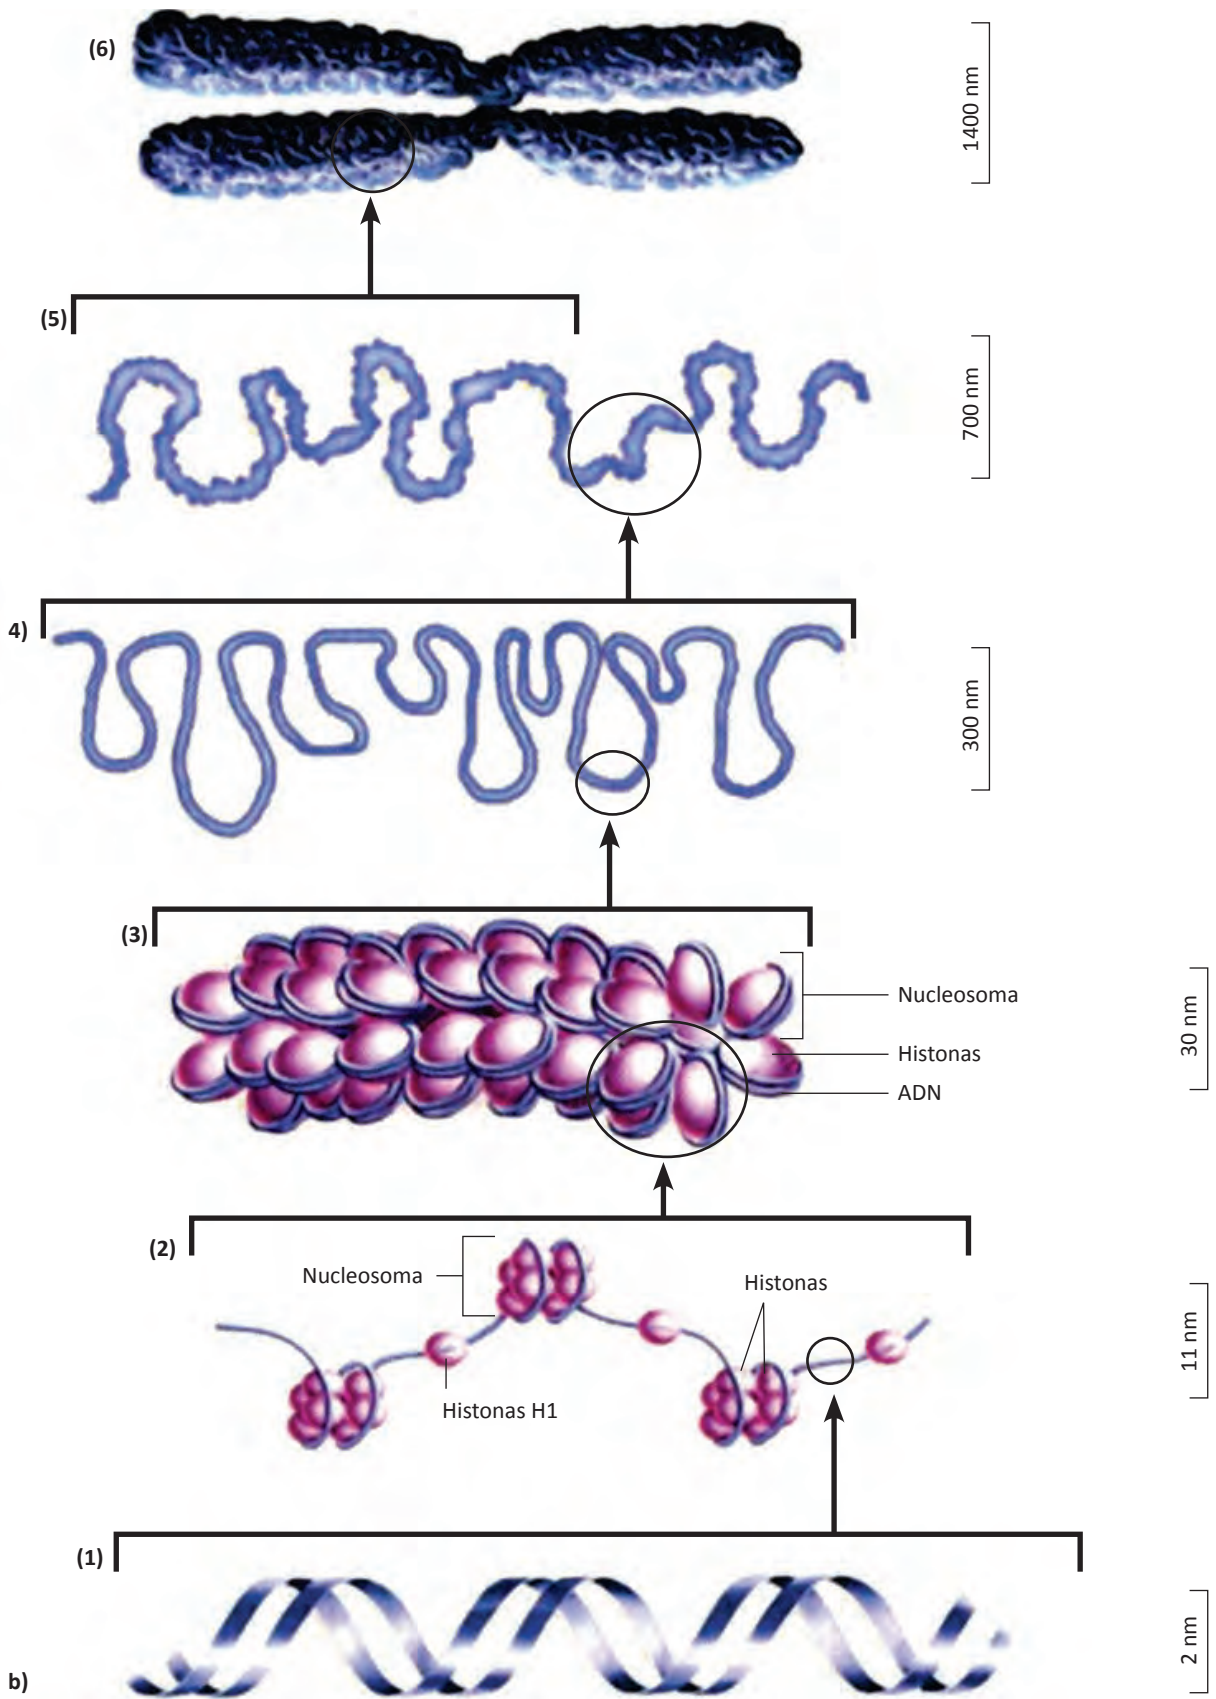 (6)
1400 nm
(5)
700 nm
4)
300 nm
(3)
Nucleosoma
Histonas
ADN
30 nm
(2)
Nucleosoma
Histonas
Histonas H1
11 nm
(1)
2 nm
b)